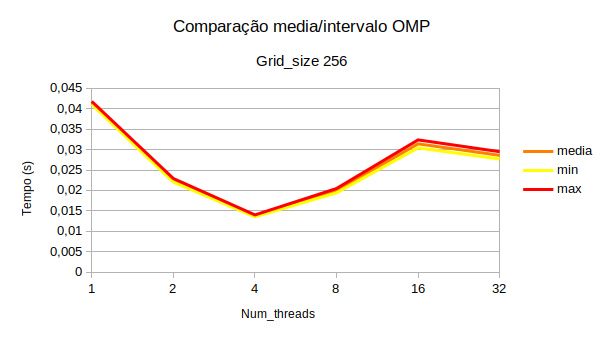 Comparação media/intervalo OMP
Grid_size 256
0,045
0,04
0,035
0,03
0,025
0,02
0,015
0,01
0,005
0
Tempo (s)
1 2 4 8 16 32
Num_threads
media
min
max